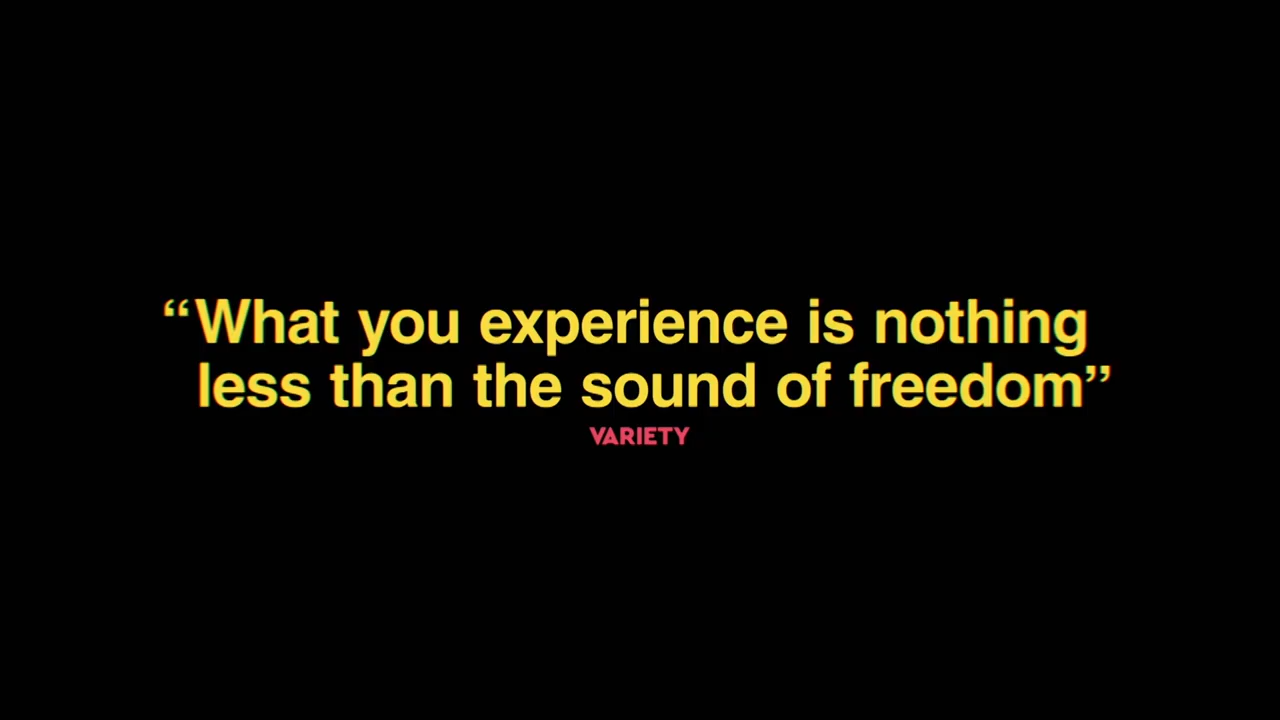 “What you experience is nothing
less than the sound of freedom”
VARIETY